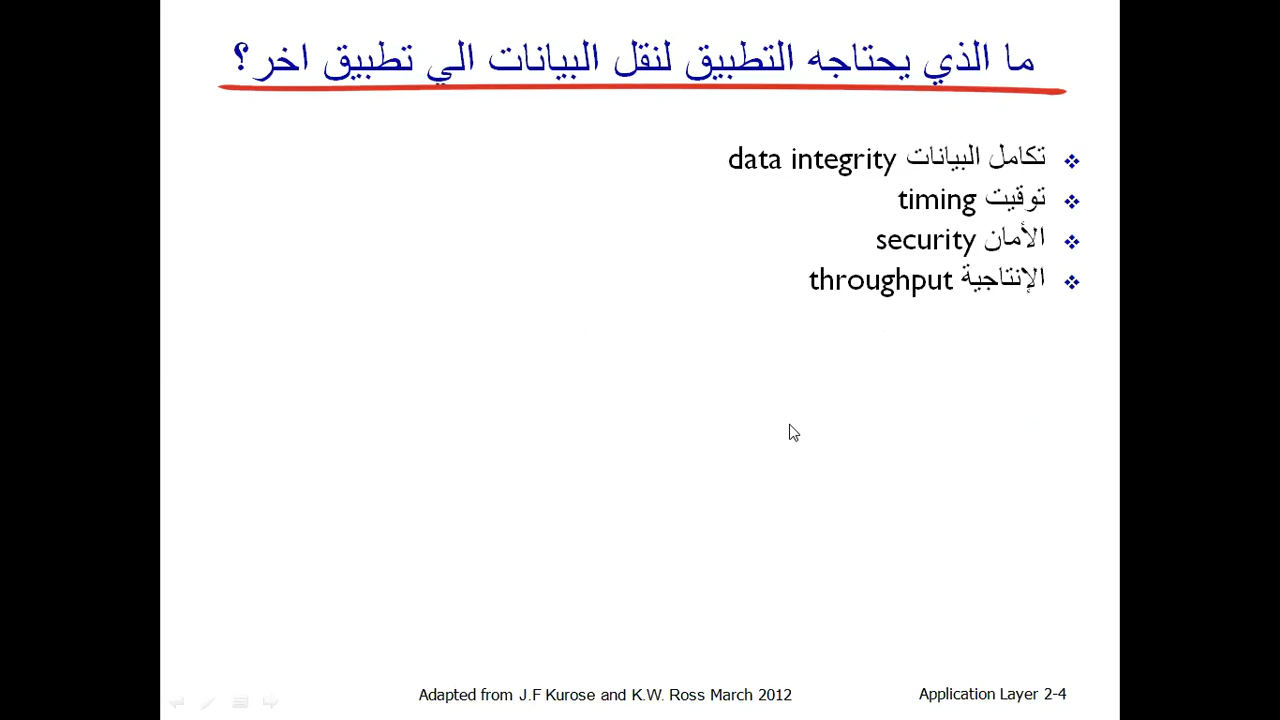 ما الذي يحتاجه التطبيق لنقل البيانات الي تطبيق اخر؟
تكامل البيانات data integrity
توقيت timing
الأمان security
الإنتاجية throughput
Adapted from J.F Kurose and K.W. Ross March 2012
Application Layer 2-4